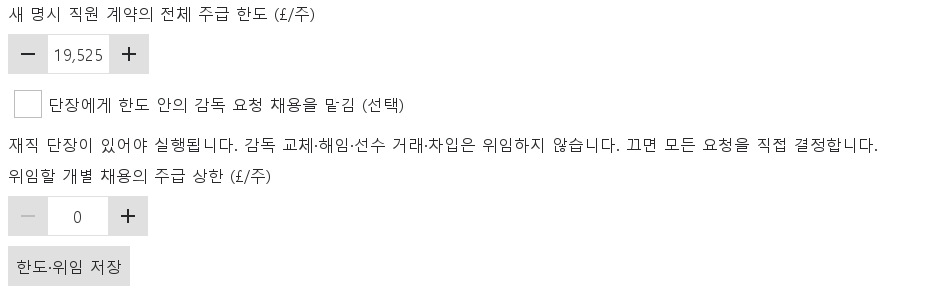 새 명시 직원 계약의 전체 주급 한도 (£/주)
− 19,525 +
단장에게 한도 안의 감독 요청 채용을 맡김 (선택)
재직 단장이 있어야 실행됩니다. 감독 교체·해임·선수 거래·차입은 위임하지 않습니다. 끄면 모든 요청을 직접 결정합니다.
위임할 개별 채용의 주급 상한 (£/주)
− 0 +
한도·위임 저장